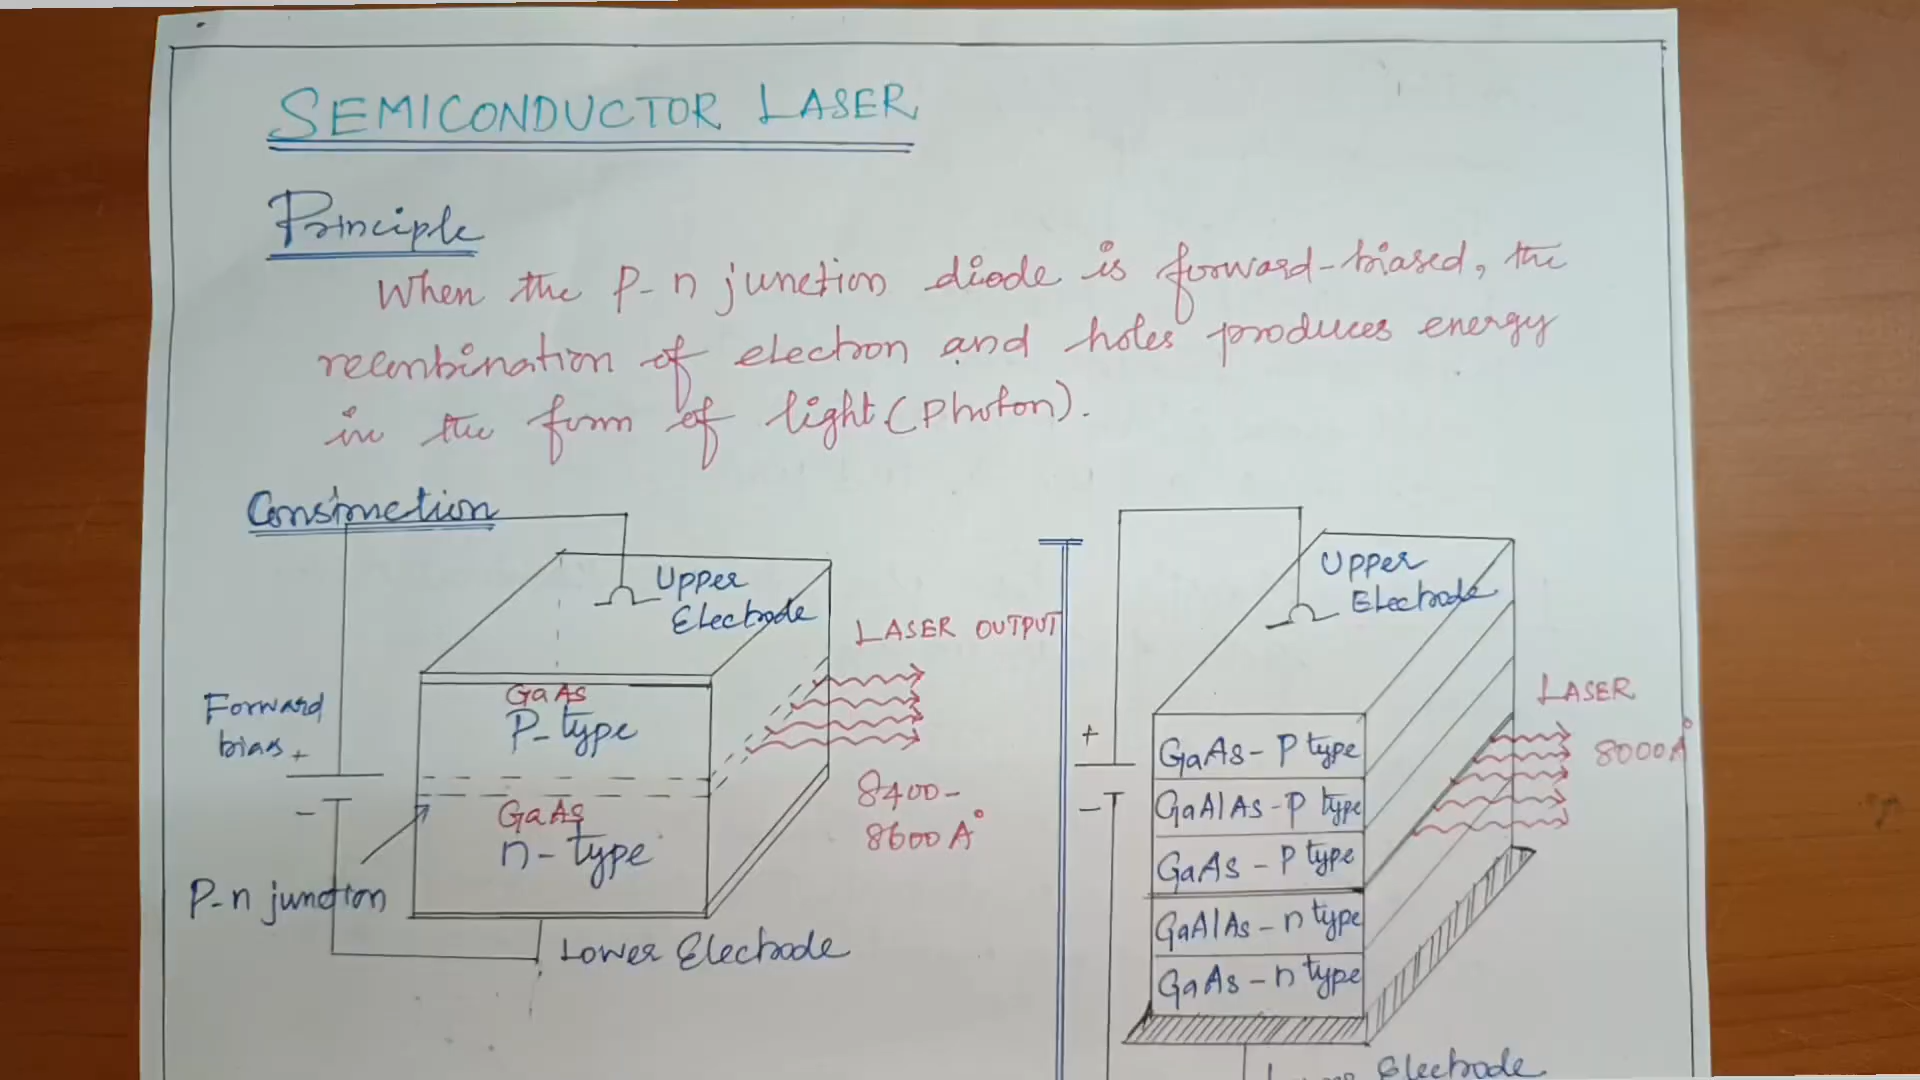 SEMICONDUCTOR LASER
Principle
When the P-n junction diode is forward-biased, the
recombination of electron and holes produces energy
in the form of light (Photon).
Construction
Upper
Electrode
LASER OUTPUT
GaAs
P-type
Forward
bias +
-
GaAs
n-type
8400-
8600 A°
P-n junction
Lower Electrode
Upper
Electrode
LASER
8000A°
+
-
GaAs-P type
GaAlAs-P type
GaAs-P type
GaAlAs-n type
GaAs-n type
Electrode